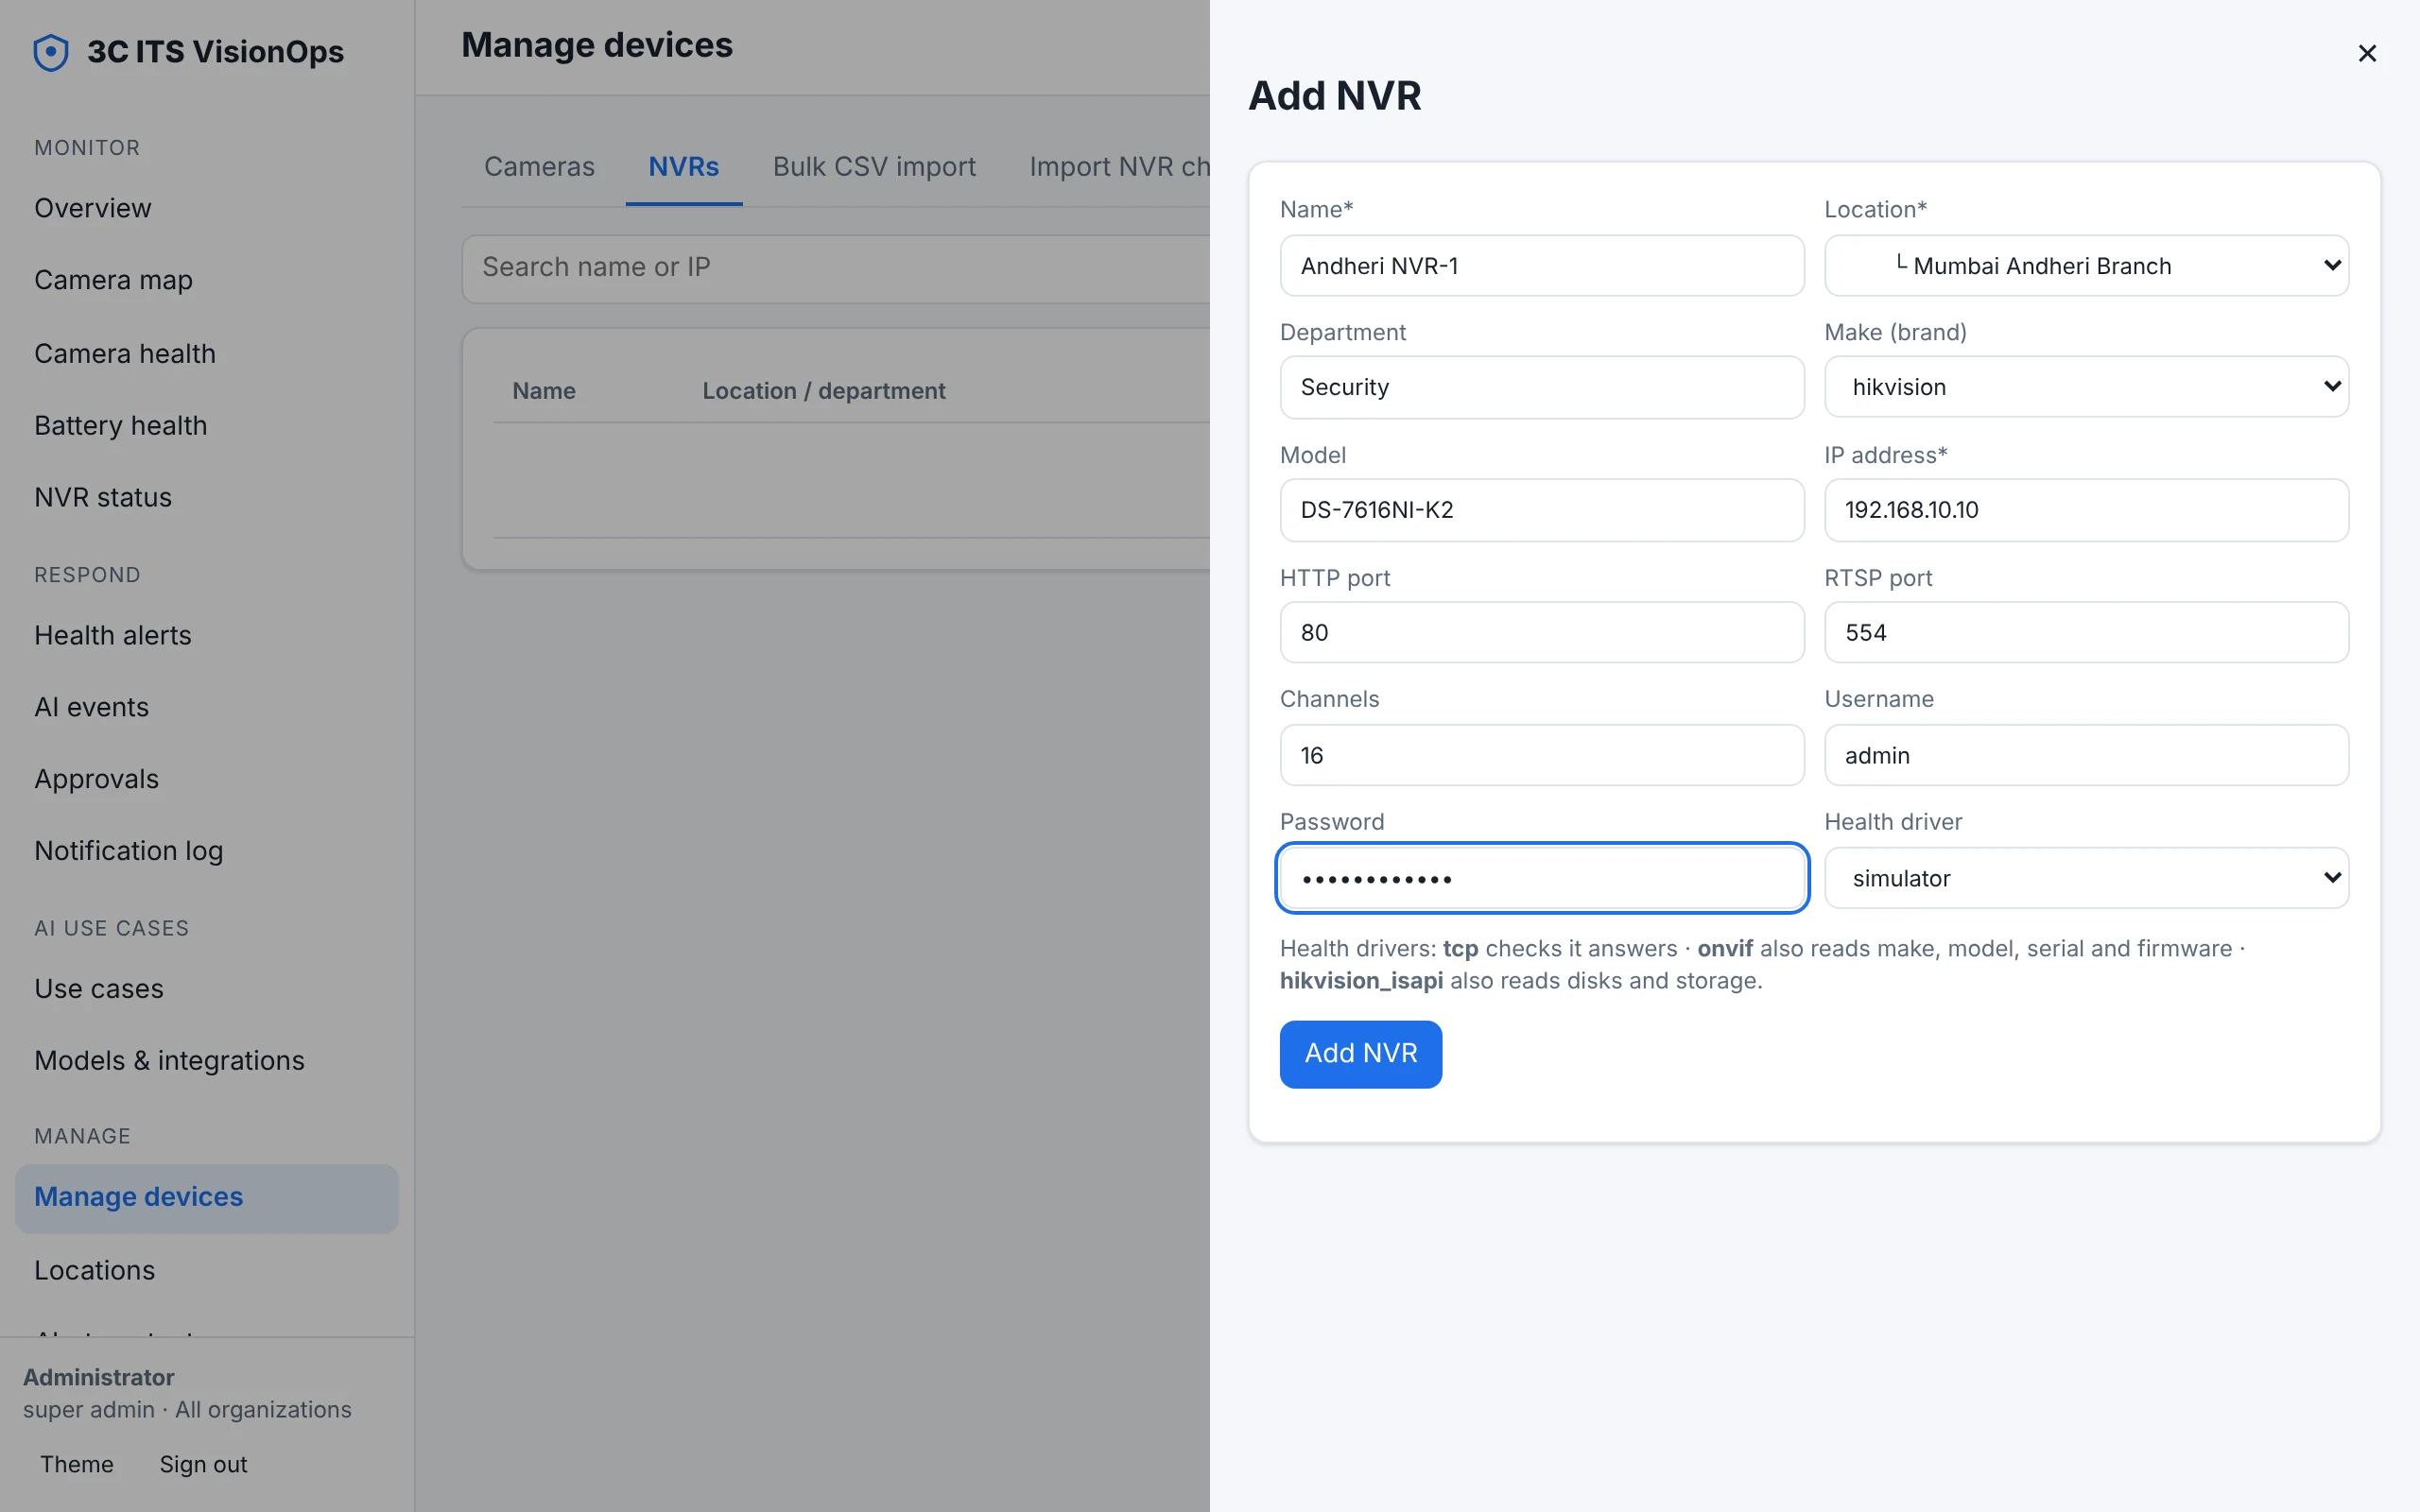 3C ITS VisionOps
MONITOR
Overview
Camera map
Camera health
Battery health
NVR status
RESPOND
Health alerts
AI events
Approvals
Notification log
AI USE CASES
Use cases
Models & integrations
MANAGE
Manage devices
Locations
Administrator
super admin · All organizations
Theme Sign out
Manage devices
Cameras NVRs Bulk CSV import Import NVR ch
Search name or IP
Name Location / department
Add NVR
Name* Location*
Andheri NVR-1 └ Mumbai Andheri Branch
Department Make (brand)
Security hikvision
Model IP address*
DS-7616NI-K2 192.168.10.10
HTTP port RTSP port
80 554
Channels Username
16 admin
Password Health driver
•••••••••••• simulator
Health drivers: tcp checks it answers · onvif also reads make, model, serial and firmware ·
hikvision_isapi also reads disks and storage.
Add NVR